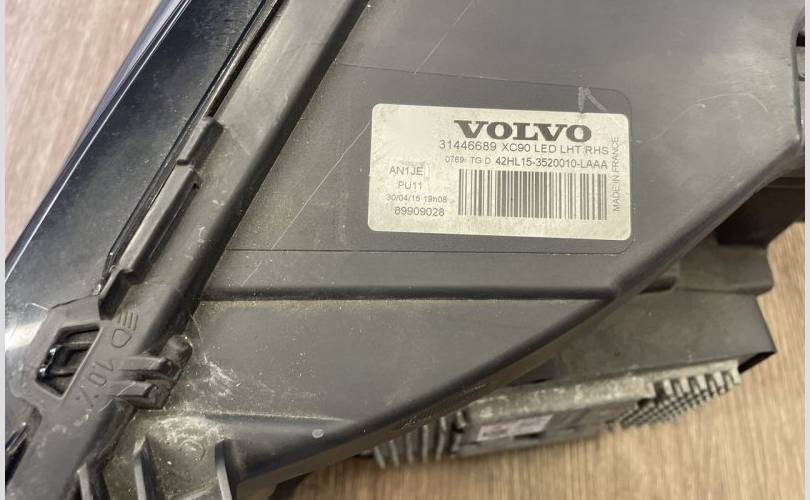 VOLVO
31446689 XC90 LED LHT RHS
0769 TG D 42HL15-3520010-LAAA
AN1JE
PU11
30/04/15 19h08
89909028
MADE IN FRANCE
10%